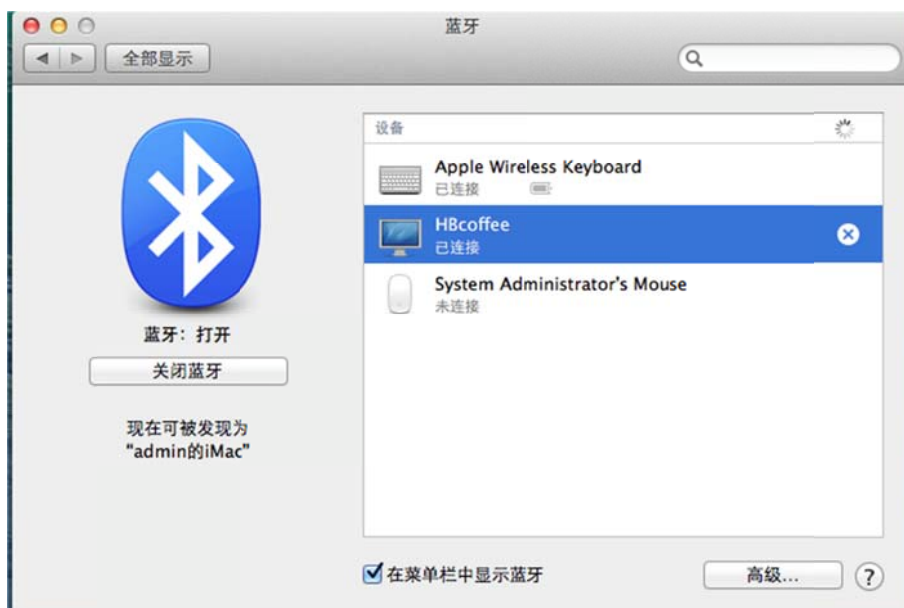 蓝牙
全部显示
设备
Apple Wireless Keyboard
已连接
HBcoffee
已连接
System Administrator's Mouse
未连接
蓝牙：打开
关闭蓝牙
现在可被发现为
“admin的iMac”
在菜单栏中显示蓝牙
高级...
?